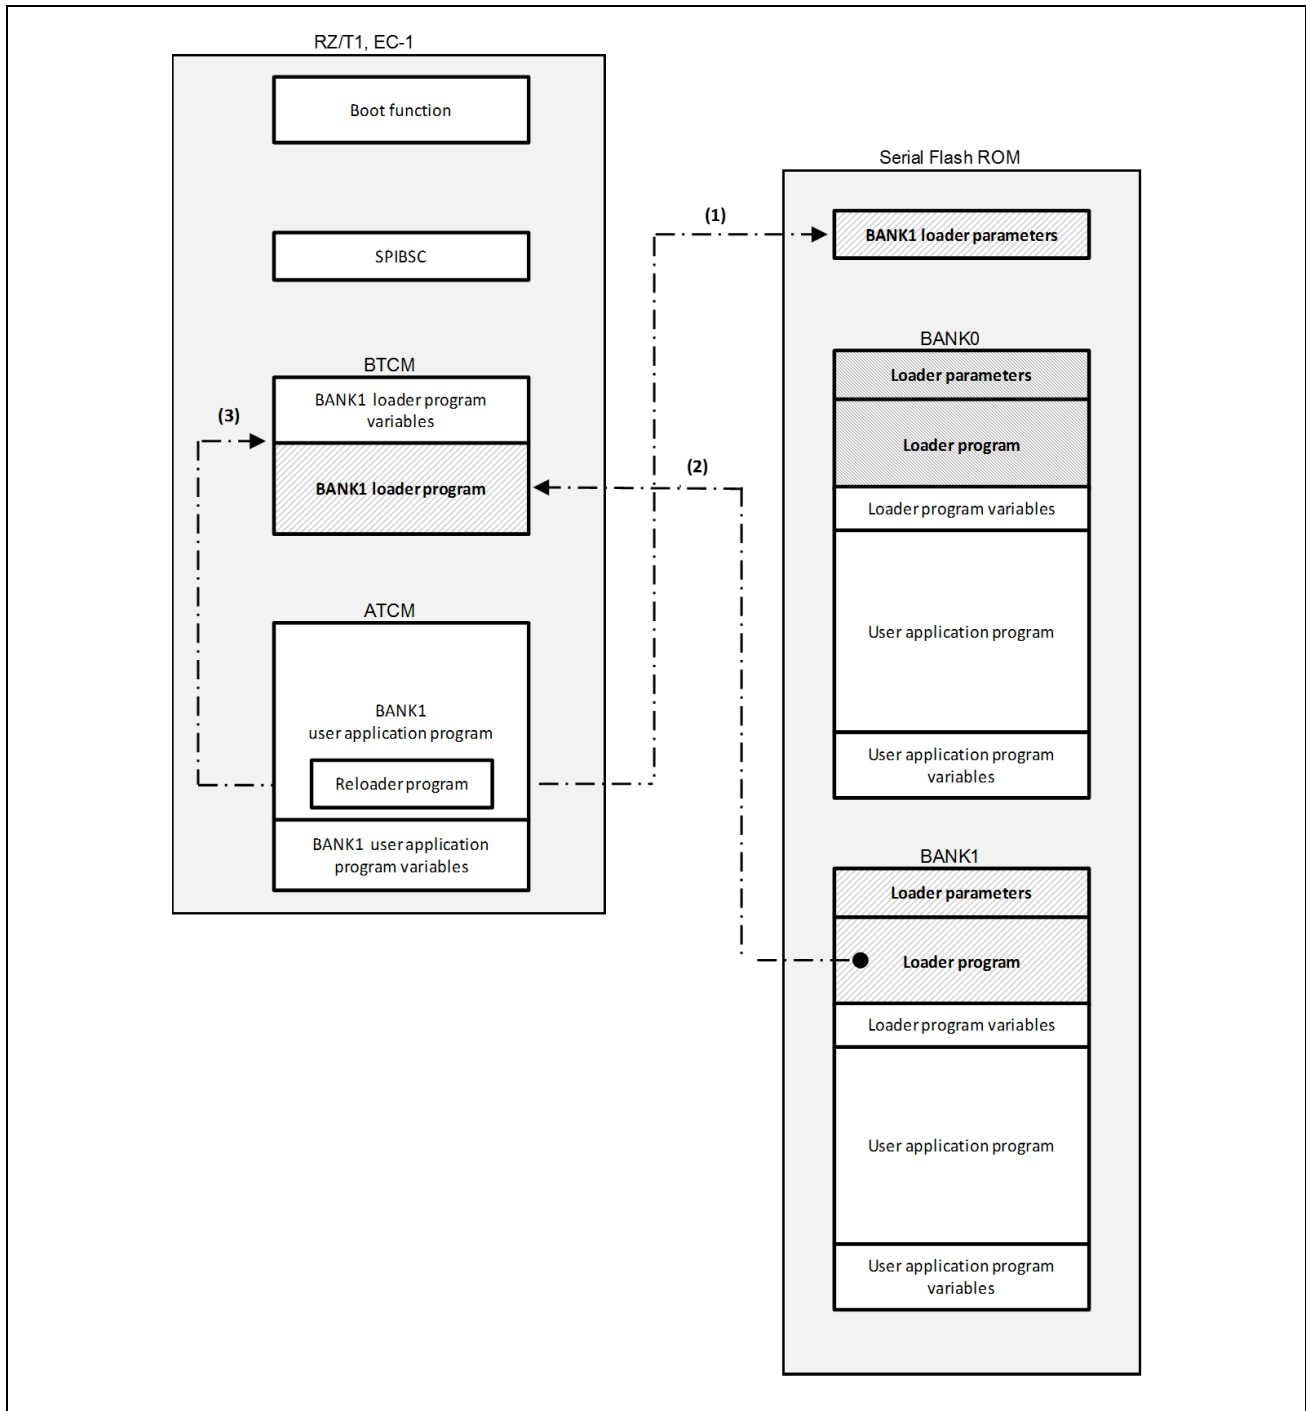 RZ/T1, EC-1
Boot function
SPIBSC
BTCM
BANK1 loader program
variables
(3)
BANK1 loader program
ATCM
BANK1
user application program
Reloader program
BANK1 user application
program variables
(1)
(2)
Serial Flash ROM
BANK1 loader parameters
BANK0
Loader parameters
Loader program
Loader program variables
User application program
User application program
variables
BANK1
Loader parameters
Loader program
Loader program variables
User application program
User application program
variables